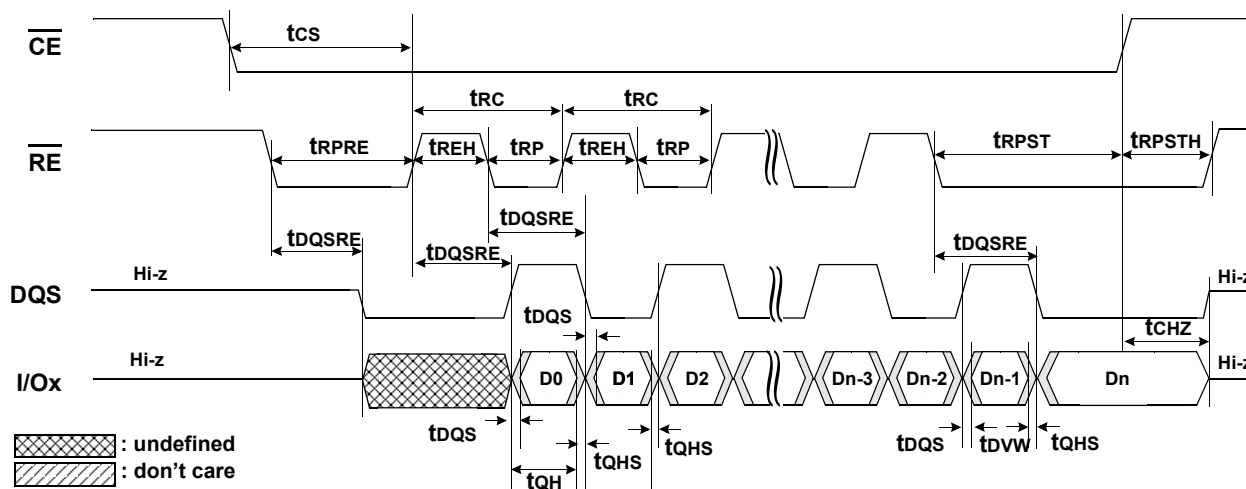 CE
tCS
tRC
tRC
RE
tRPRE
tREH
tRP
tREH
tRP
tRPST
tRPSTH
tDQSRE
tDQSRE
tDQSRE
tDQSRE
DQS
Hi-z
Hi-z
tDQS
tCHZ
I/Ox
Hi-z
D0
D1
D2
Dn-3
Dn-2
Dn-1
Dn
Hi-z
tDQS
tQHS
tQHS
tDQS
tDVW
tQHS
tQH
: undefined
: don't care